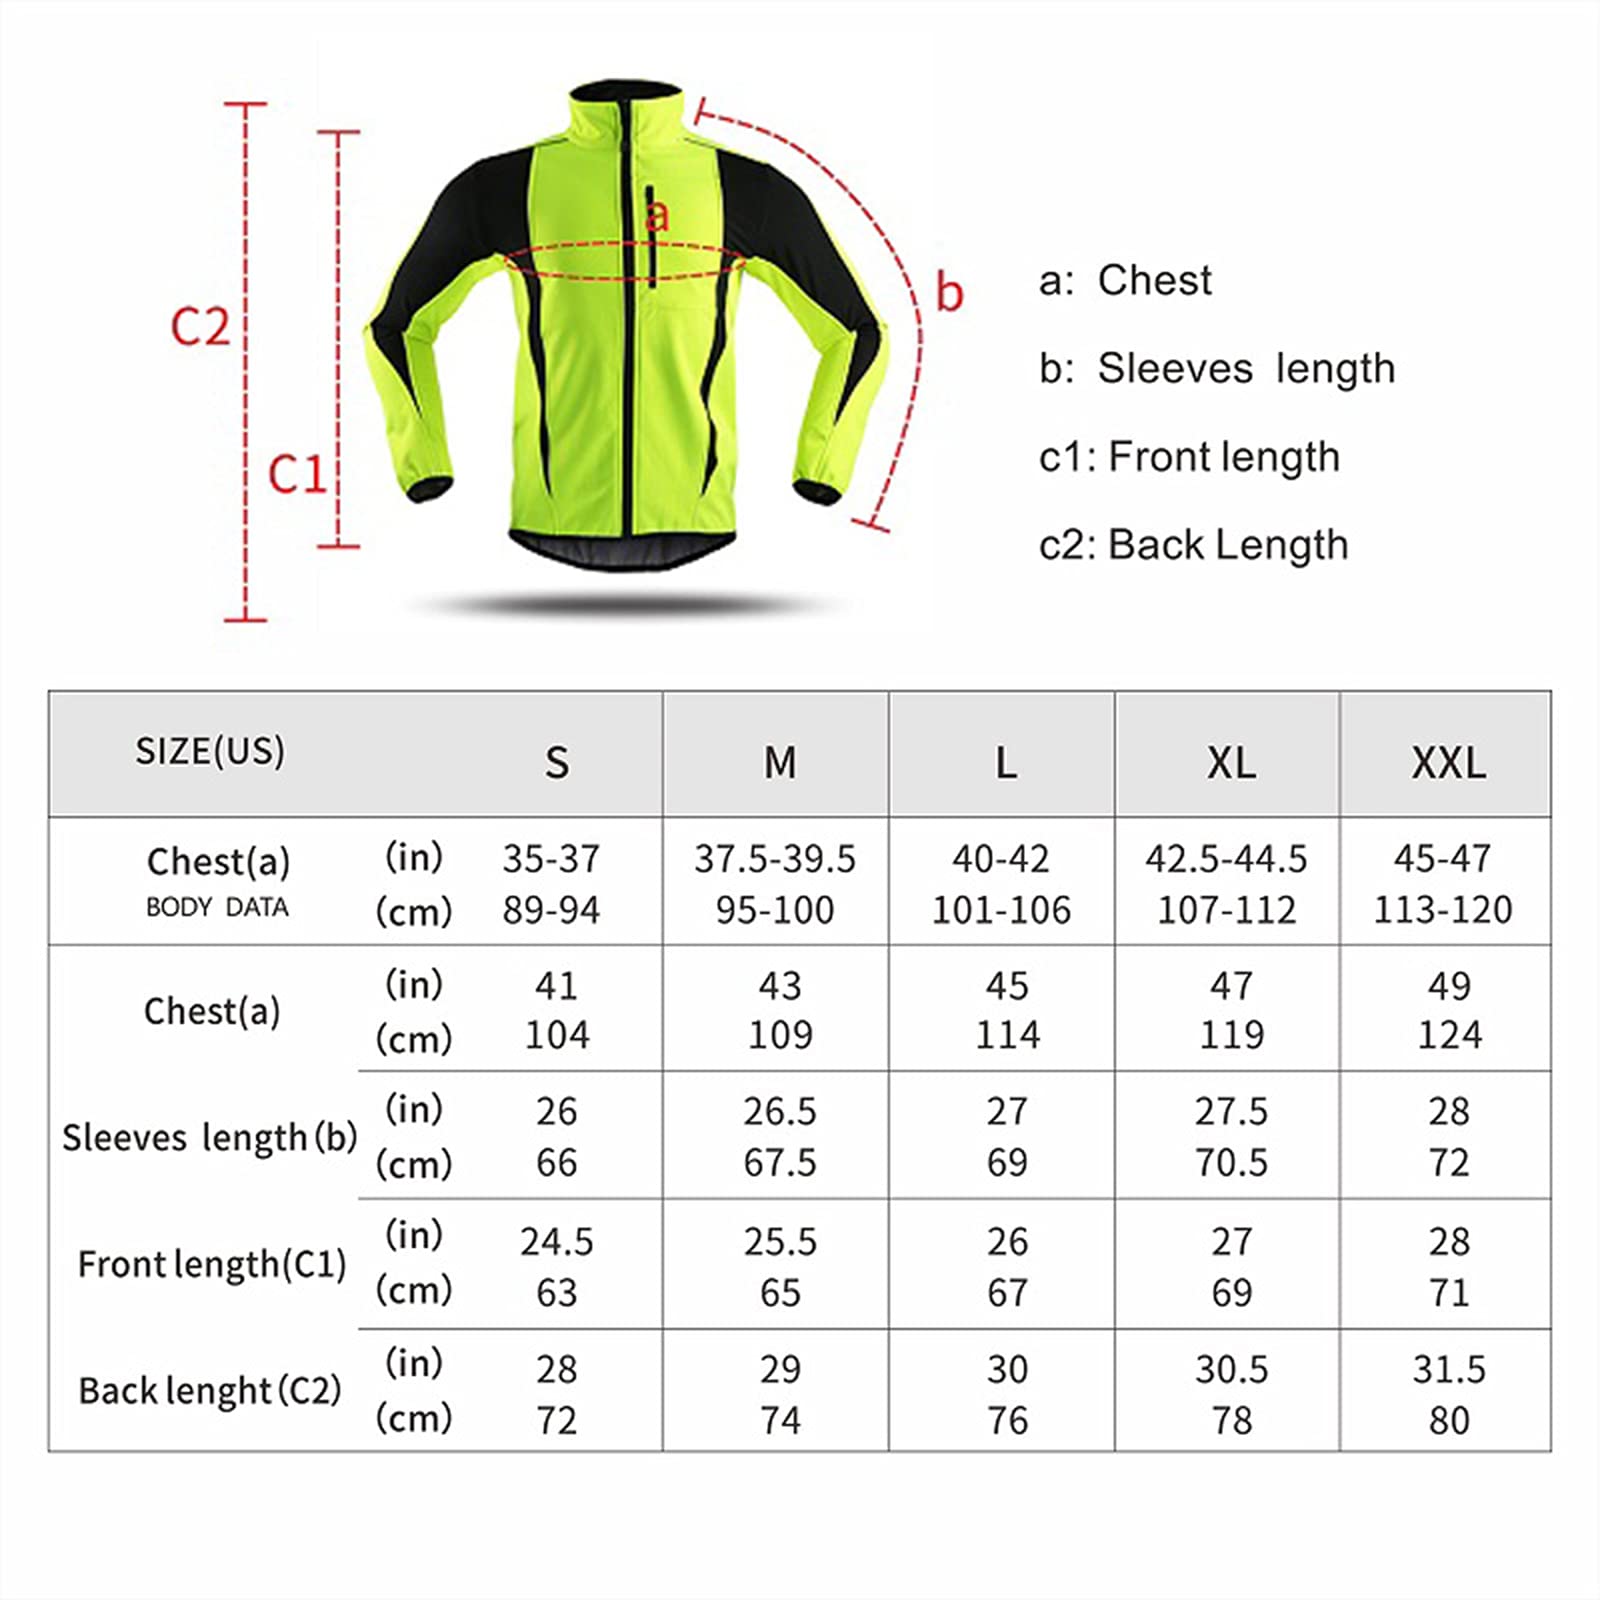 a
b
C2
C1
a: Chest
b: Sleeves length
c1: Front length
c2: Back Length
SIZE(US) S M L XL XXL
Chest(a) (in) 35-37 37.5-39.5 40-42 42.5-44.5 45-47
BODY DATA (cm) 89-94 95-100 101-106 107-112 113-120
Chest(a) (in) 41 43 45 47 49
(cm) 104 109 114 119 124
Sleeves length(b) (in) 26 26.5 27 27.5 28
(cm) 66 67.5 69 70.5 72
Front length(C1) (in) 24.5 25.5 26 27 28
(cm) 63 65 67 69 71
Back lenght(C2) (in) 28 29 30 30.5 31.5
(cm) 72 74 76 78 80